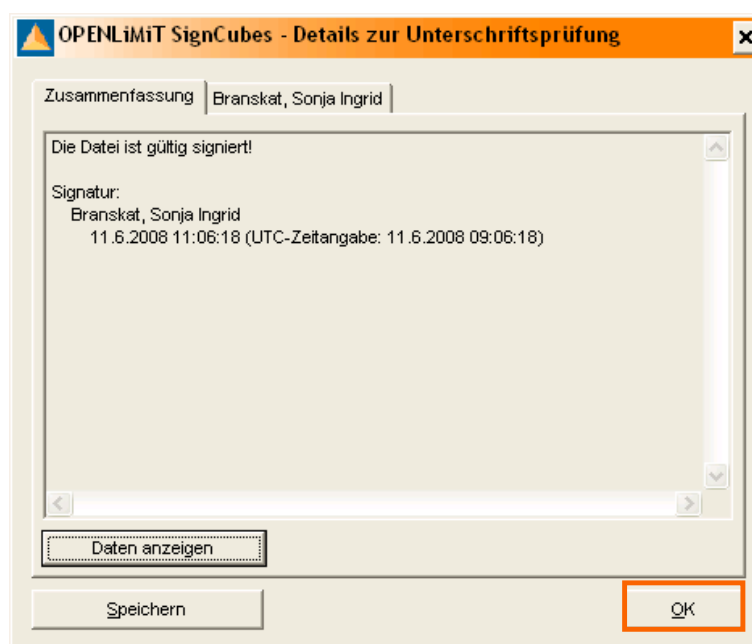 OPENLiMiT SignCubes - Details zur Unterschriftsprüfung
Zusammenfassung
Branskat, Sonja Ingrid
Die Datei ist gültig signiert!
Signatur:
Branskat, Sonja Ingrid
11.6.2008 11:06:18 (UTC-Zeitangabe: 11.6.2008 09:06:18)
Daten anzeigen
Speichern
OK